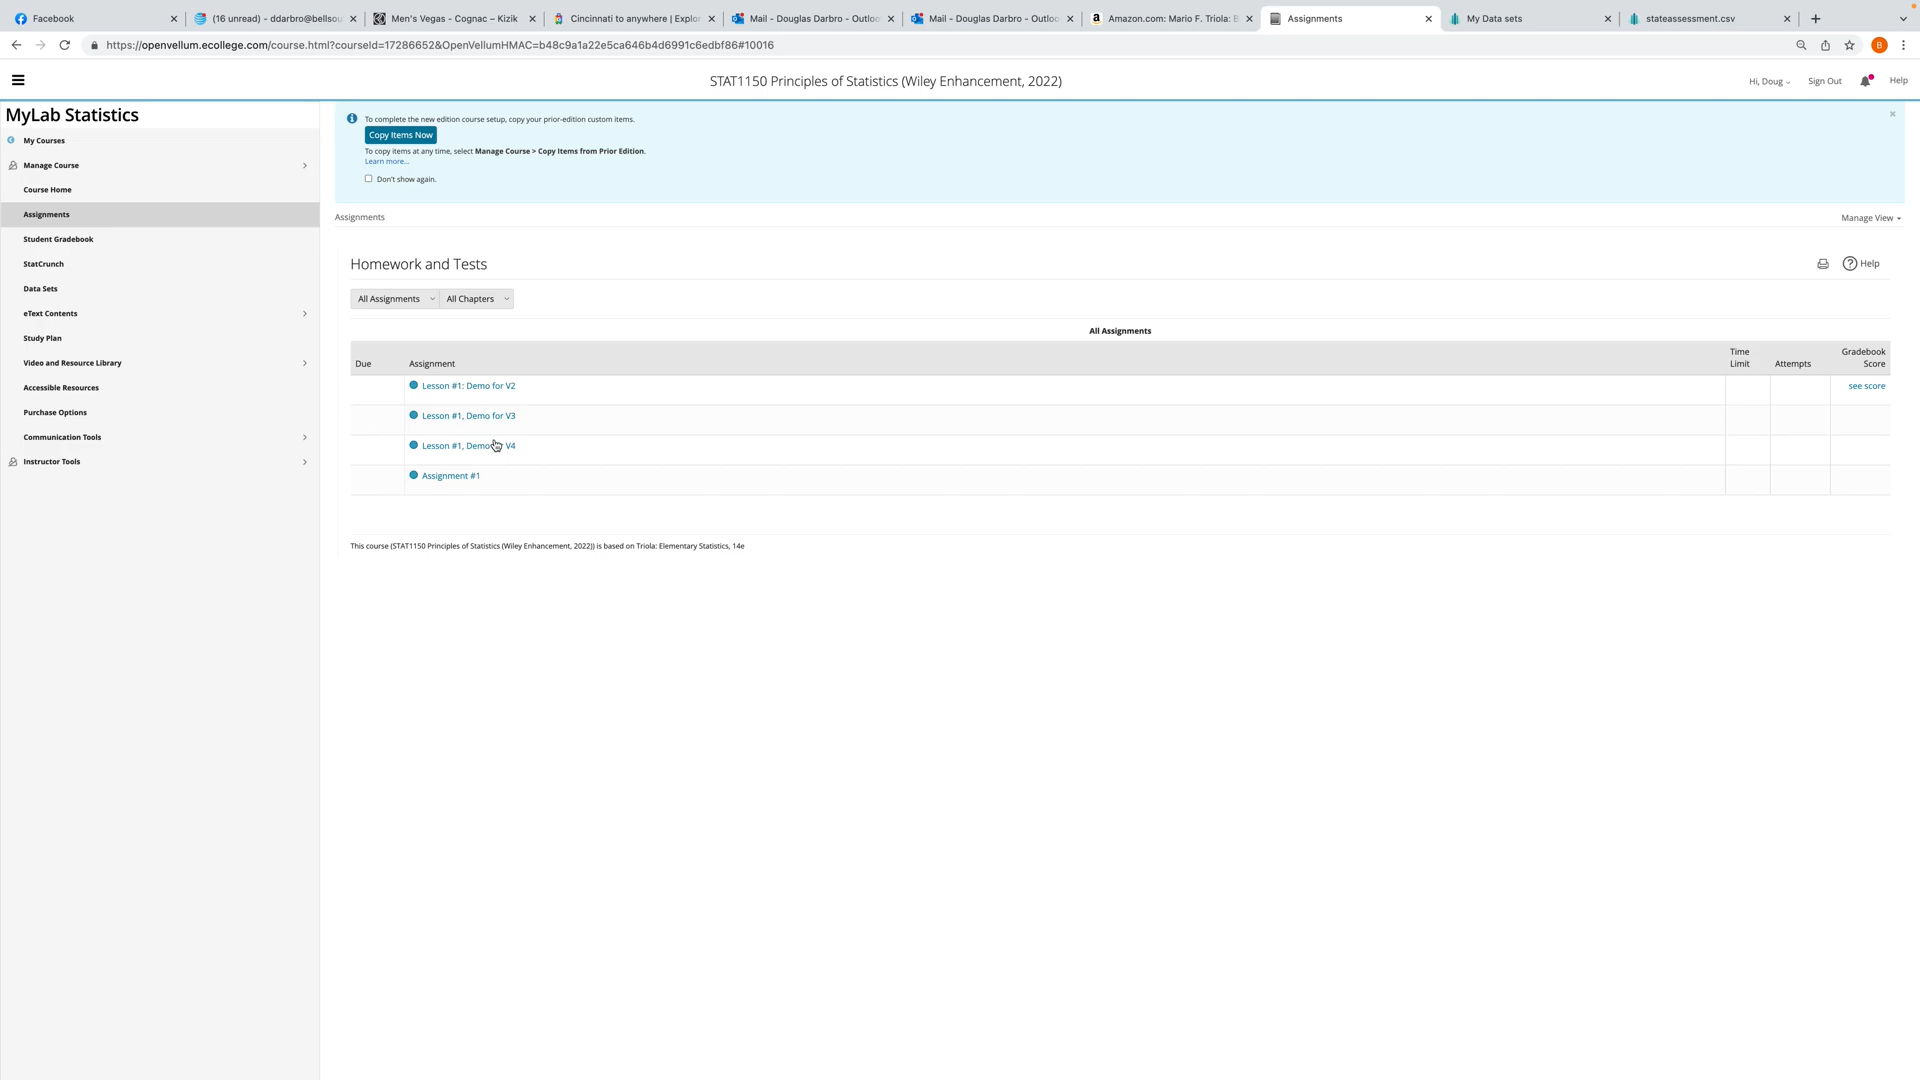 Facebook
(16 unread) - ddarbro@bellsou
Men's Vegas - Cognac – Kizik
Cincinnati to anywhere | Explor
Mail - Douglas Darbro - Outloo
Mail - Douglas Darbro - Outloo
Amazon.com: Mario F. Triola: B
Assignments
My Data sets
stateassessment.csv
https://openvellum.ecollege.com/course.html?courseId=17286652&OpenVellumHMAC=b48c9a1a22e5ca646b4d6991c6edbf86#10016
B
STAT1150 Principles of Statistics (Wiley Enhancement, 2022)
Hi, Doug
Sign Out
Help
MyLab Statistics
My Courses
Manage Course
Course Home
Assignments
Student Gradebook
StatCrunch
Data Sets
eText Contents
Study Plan
Video and Resource Library
Accessible Resources
Purchase Options
Communication Tools
Instructor Tools
To complete the new edition course setup, copy your prior-edition custom items.
Copy Items Now
To copy items at any time, select Manage Course > Copy Items from Prior Edition.
Learn more...
Don't show again.
Assignments
Manage View
Homework and Tests
Help
All Assignments
All Chapters
All Assignments
Due
Assignment
Time Limit
Attempts
Gradebook Score
Lesson #1: Demo for V2
see score
Lesson #1, Demo for V3
Lesson #1, Demo V4
Assignment #1
This course (STAT1150 Principles of Statistics (Wiley Enhancement, 2022)) is based on Triola: Elementary Statistics, 14e